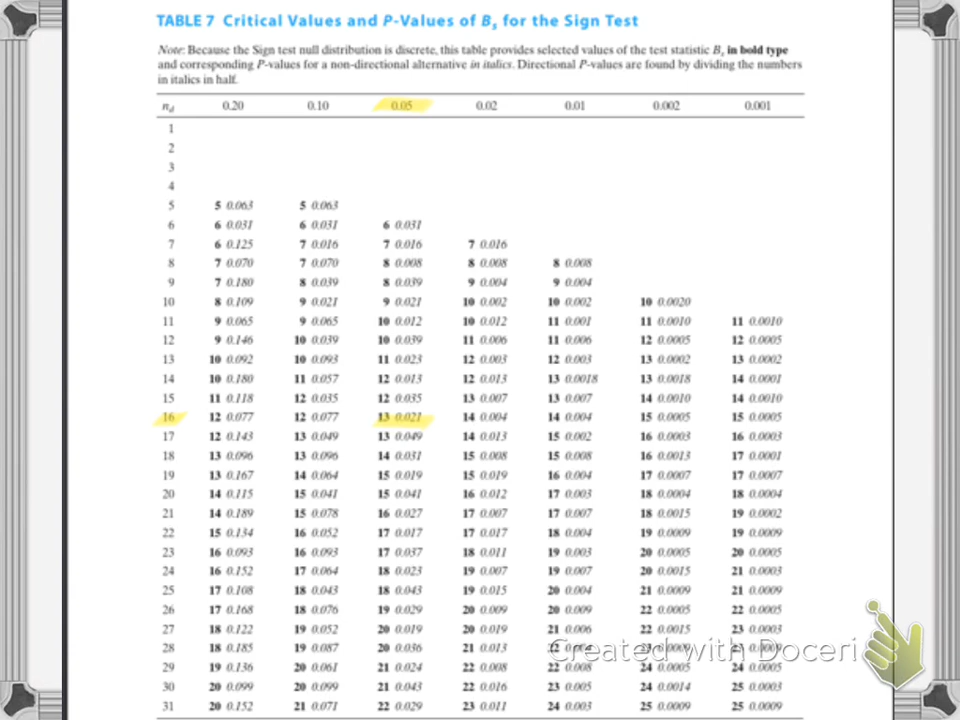 TABLE 7 Critical Values and P-Values of Bs for the Sign Test
Note: Because the Sign test null distribution is discrete, this table provides selected values of the test statistic Bs in bold type
and corresponding P-values for a non-directional alternative in italics. Directional P-values are found by dividing the numbers
in italics in half.
nd 0.20 0.10 0.05 0.02 0.01 0.002 0.001
1
2
3
4
5 5 0.063 5 0.063
6 6 0.031 6 0.031 6 0.031
7 6 0.125 7 0.016 7 0.016 7 0.016
8 7 0.070 7 0.070 8 0.008 8 0.008 8 0.008
9 7 0.180 8 0.039 8 0.039 9 0.004 9 0.004
10 8 0.109 9 0.021 9 0.021 10 0.002 10 0.002 10 0.0020
11 9 0.065 9 0.065 10 0.012 10 0.012 11 0.001 11 0.0010 11 0.0010
12 9 0.146 10 0.039 10 0.039 11 0.006 11 0.006 12 0.0005 12 0.0005
13 10 0.092 10 0.093 11 0.023 12 0.003 12 0.003 13 0.0002 13 0.0002
14 10 0.180 11 0.057 12 0.013 12 0.013 13 0.0018 13 0.0018 14 0.0001
15 11 0.118 12 0.035 12 0.035 13 0.007 13 0.007 14 0.0010 14 0.0010
16 12 0.077 12 0.077 13 0.021 14 0.004 14 0.004 15 0.0005 15 0.0005
17 12 0.143 13 0.049 13 0.049 14 0.013 15 0.002 16 0.0003 16 0.0003
18 13 0.096 13 0.096 14 0.031 15 0.008 15 0.008 16 0.0013 17 0.0001
19 13 0.167 14 0.064 15 0.019 15 0.019 16 0.004 17 0.0007 17 0.0007
20 14 0.115 15 0.041 15 0.041 16 0.012 17 0.003 18 0.0004 18 0.0004
21 14 0.189 15 0.078 16 0.027 17 0.007 17 0.007 18 0.0015 19 0.0002
22 15 0.134 16 0.052 17 0.017 17 0.017 18 0.004 19 0.0009 19 0.0009
23 16 0.093 16 0.093 17 0.037 18 0.011 19 0.003 20 0.0005 20 0.0005
24 16 0.152 17 0.064 18 0.023 19 0.007 19 0.007 20 0.0015 21 0.0003
25 17 0.108 18 0.043 18 0.043 19 0.015 20 0.004 21 0.0009 21 0.0009
26 17 0.168 18 0.076 19 0.029 20 0.009 20 0.009 22 0.0005 22 0.0005
27 18 0.122 19 0.052 20 0.019 20 0.019 21 0.006 22 0.0015 23 0.0003
28 18 0.185 19 0.087 20 0.036 21 0.013
29 19 0.136 20 0.061 21 0.024 22 0.008 22 0.008 24 0.0005 24 0.0005
30 20 0.099 20 0.099 21 0.043 22 0.016 23 0.005 24 0.0014 25 0.0003
31 20 0.152 21 0.071 22 0.029 23 0.011 24 0.003 25 0.0009 25 0.0009
Created with Doceri